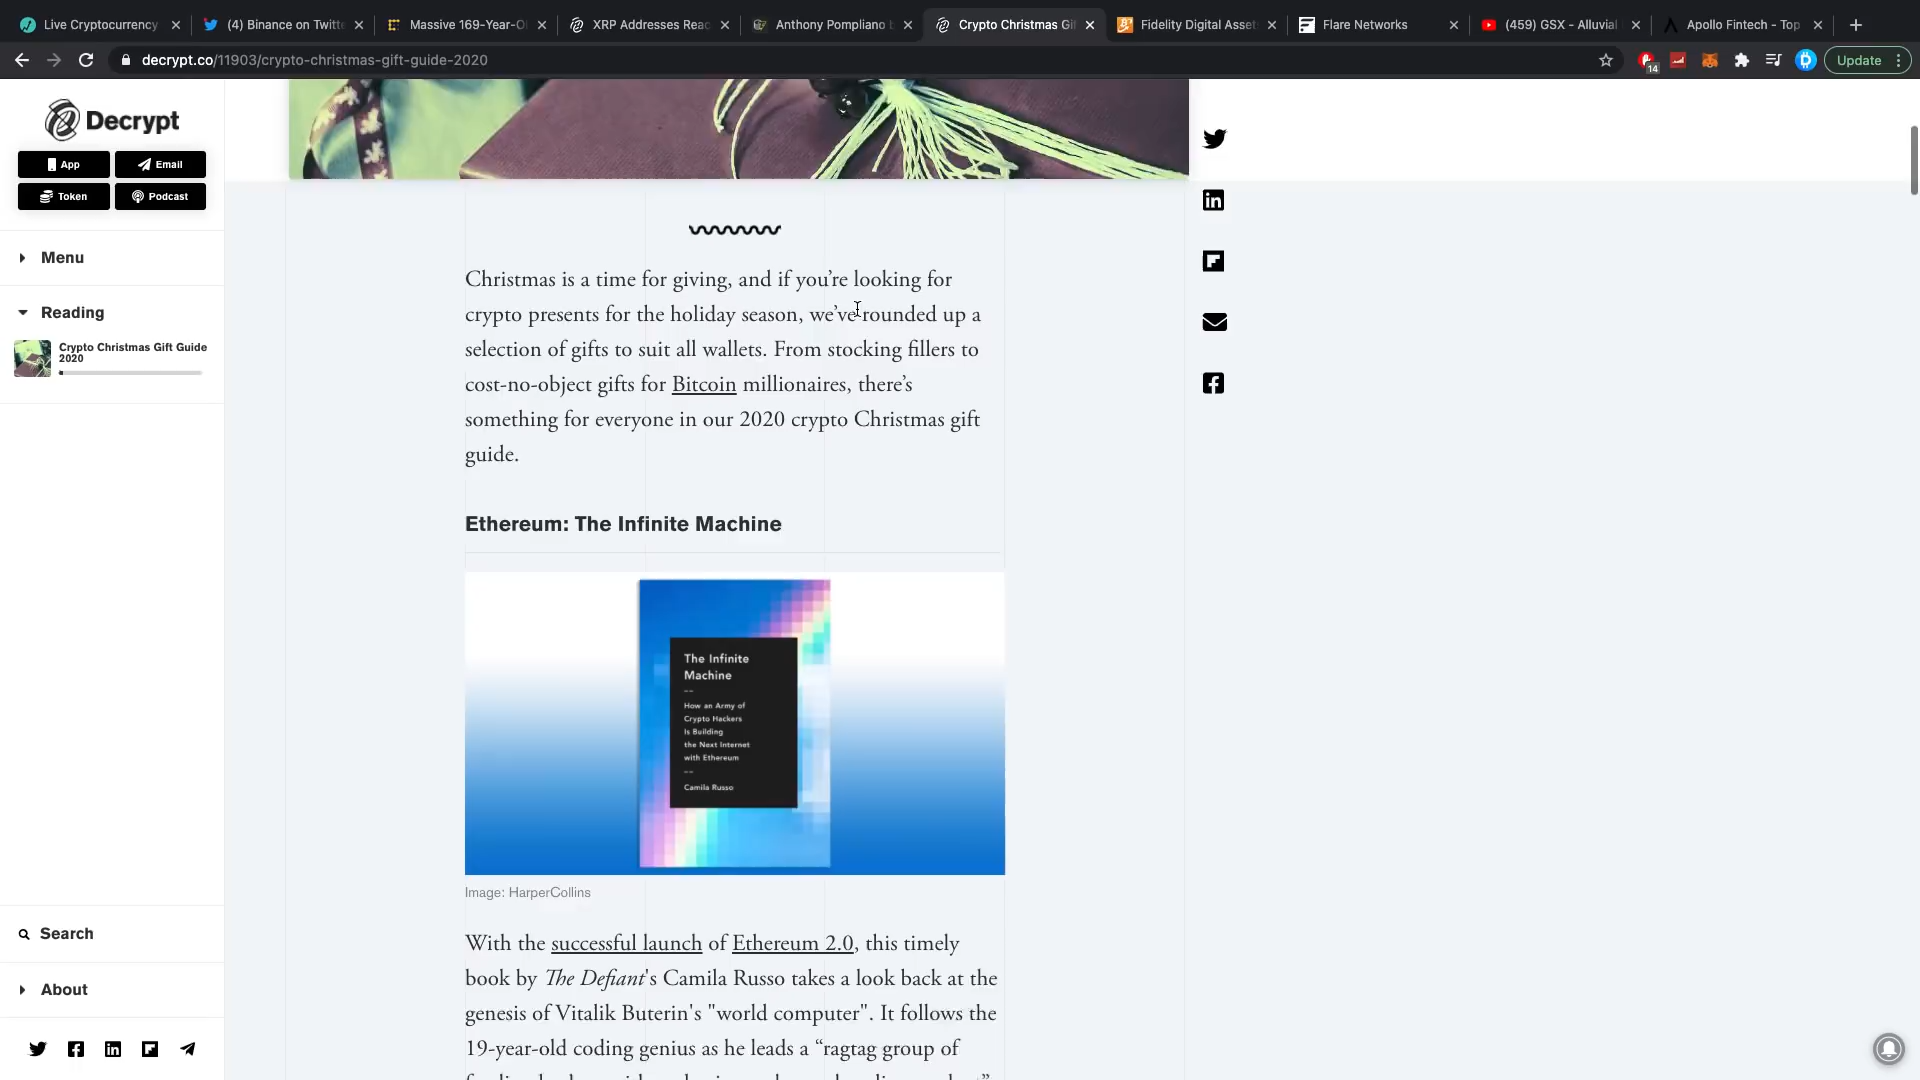 Live Cryptocurrency
(4) Binance on Twitte
Massive 169-Year-O
XRP Addresses Reac
Anthony Pompliano b
Crypto Christmas Gi
Fidelity Digital Asset
Flare Networks
(459) GSX - Alluvial
Apollo Fintech - Top
decrypt.co/11903/crypto-christmas-gift-guide-2020
14
Update
Decrypt
App
Email
Token
Podcast
Menu
Reading
Crypto Christmas Gift Guide
2020
Search
About
Christmas is a time for giving, and if you're looking for
crypto presents for the holiday season, we've rounded up a
selection of gifts to suit all wallets. From stocking fillers to
cost-no-object gifts for Bitcoin millionaires, there's
something for everyone in our 2020 crypto Christmas gift
guide.
Ethereum: The Infinite Machine
The Infinite
Machine
How an Army of
Crypto Hackers
Is Building
the Next Internet
with Ethereum
Camila Russo
Image: HarperCollins
With the successful launch of Ethereum 2.0, this timely
book by The Defiant's Camila Russo takes a look back at the
genesis of Vitalik Buterin's "world computer". It follows the
19-year-old coding genius as he leads a “ragtag group of